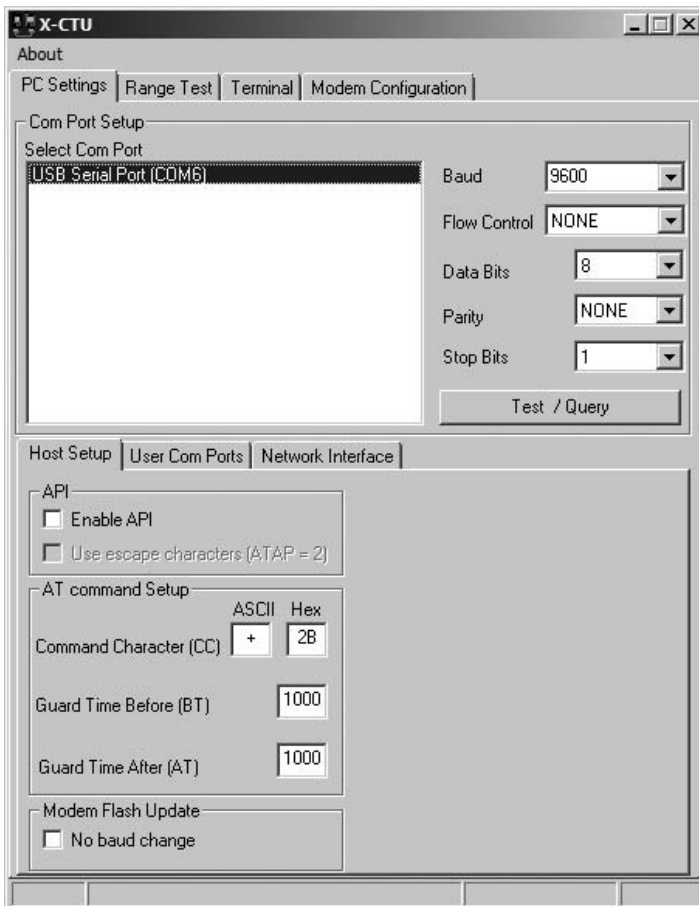 X-CTU
About
PC Settings Range Test Terminal Modem Configuration
Com Port Setup
Select Com Port
USB Serial Port (COM6)
Baud 9600
Flow Control NONE
Data Bits 8
Parity NONE
Stop Bits 1
Test / Query
Host Setup User Com Ports Network Interface
API
Enable API
Use escape characters (ATAP = 2)
AT command Setup
ASCII Hex
Command Character (CC) + 2B
Guard Time Before (BT) 1000
Guard Time After (AT) 1000
Modem Flash Update
No baud change